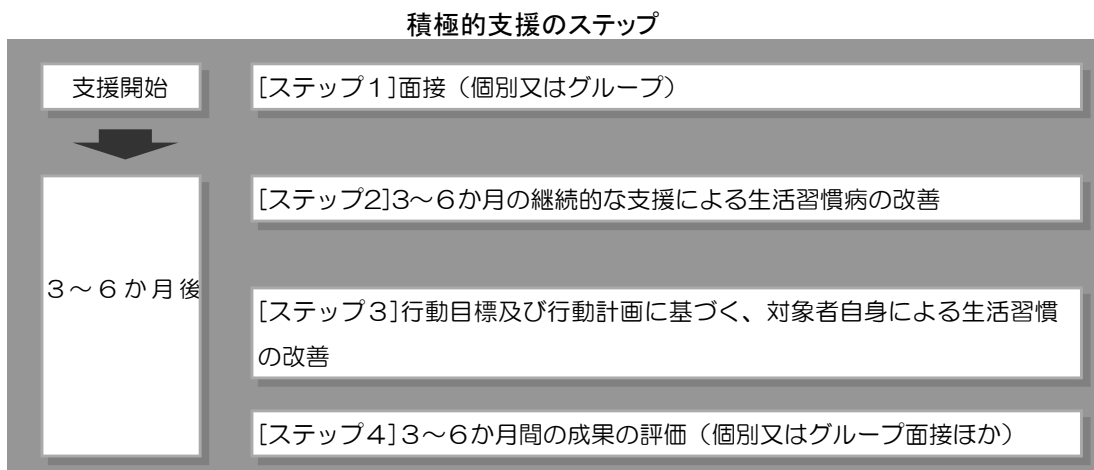 積極的支援のステップ
支援開始
[ステップ１]面接（個別又はグループ）
[ステップ2]3～６か月の継続的な支援による生活習慣病の改善
３～６か月後
[ステップ３]行動目標及び行動計画に基づく、対象者自身による生活習慣
の改善
[ステップ４]３～６か月間の成果の評価（個別又はグループ面接ほか）